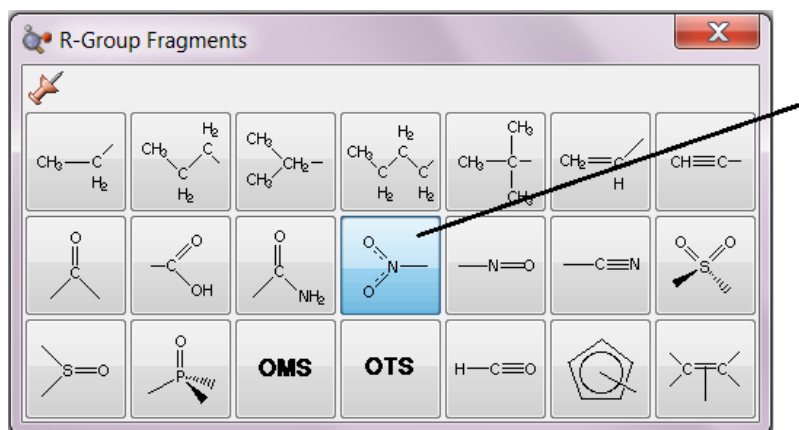 R-Group Fragments
CH₃ C H₂
CH₃ C H₂ H₂ C
CH₃ CH₃ CH₂
CH₃ C H₂ H₂ C C H₂
CH₃ CH₃ C CH₃
CH₂ C H
CH C
O
C O OH
O NH₂
O N O
N O
C N
O O S
S O
O P
OMS
OTS
H C O
C C